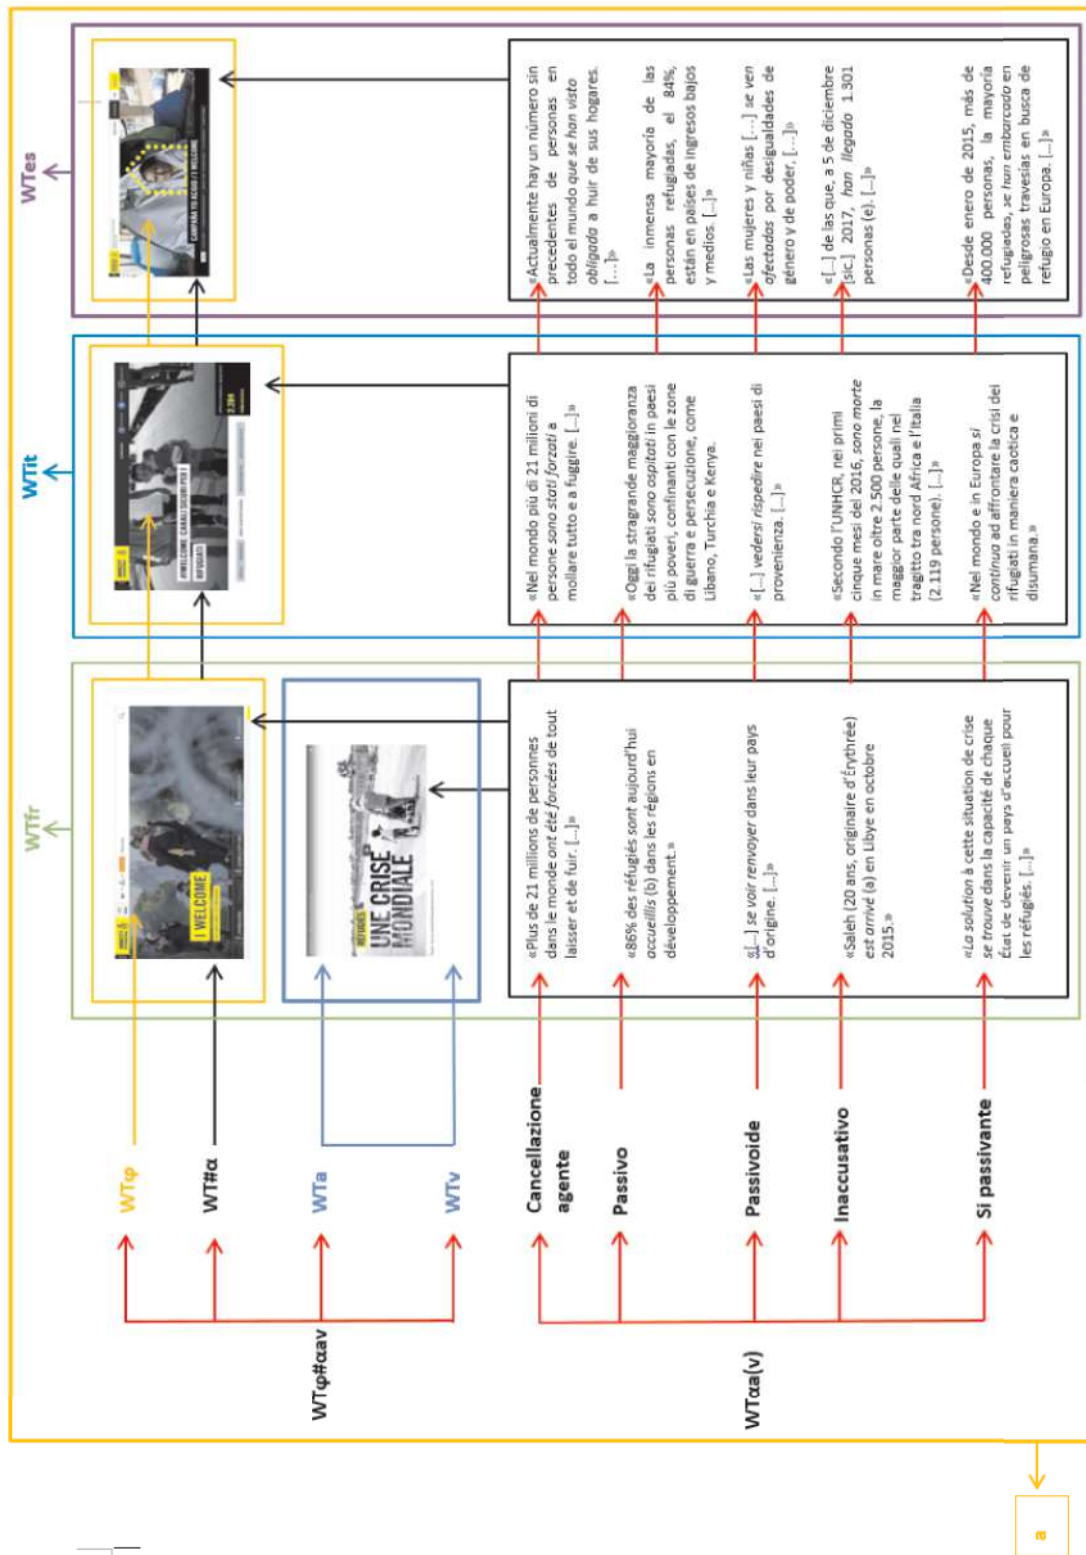 WTfr
WTit
WTes
WTφ#ααv
WTφ
WT#α
WTa
WTv
I WELCOME
RÉFUGIÉS
UNE CRISE
MONDIALE
#WELCOME CANALI SICURI PER I
RIFUGIATI
2.284
CAMPAÑA YO ACOJO / I WELCOME
WTαa(v)
Cancellazione
agente
«Plus de 21 millions de personnes
dans le monde ont été forcées de tout
laisser et de fuir. […]»
«Nel mondo più di 21 milioni di
persone sono stati forzati a
mollare tutto e a fuggire. […]»
«Actualmente hay un número sin
precedentes de personas en
todo el mundo que se han visto
obligada a huir de sus hogares.
[…]»
Passivo
«86% des réfugiés sont aujourd'hui
accueillis (b) dans les régions en
développement.»
«Oggi la stragrande maggioranza
dei rifugiati sono ospitati in paesi
più poveri, confinanti con le zone
di guerra e persecuzione, come
Libano, Turchia e Kenya.
«La inmensa mayoría de las
personas refugiadas, el 84%,
están en países de ingresos bajos
y medios. […]»
Passivoide
«[…] se voir renvoyer dans leur pays
d'origine. […]»
«[…] vedersi rispedire nei paesi di
provenienza. […]»
«Las mujeres y niñas […] se ven
afectadas por desigualdades de
género y de poder, […]»
Inaccusativo
«Saleh (20 ans, originaire d'Érythrée)
est arrivé (a) en Libye en octobre
2015.»
«Secondo l'UNHCR, nei primi
cinque mesi del 2016, sono morte
in mare oltre 2.500 persone, la
maggior parte delle quali nel
tragitto tra nord Africa e l'Italia
(2.119 persone). […]»
«[…] de las que, a 5 de diciembre
[sic.] 2017, han llegado 1.301
personas (e). […]»
Si passivante
«La solution à cette situation de crise
se trouve dans la capacité de chaque
État de devenir un pays d'accueil pour
les réfugiés. […]»
«Nel mondo e in Europa si
continua ad affrontare la crisi dei
rifugiati in maniera caotica e
disumana.»
«Desde enero de 2015, más de
400.000 personas, la mayoría
refugiadas, se han embarcado en
peligrosas travesías en busca de
refugio en Europa. […]»
a